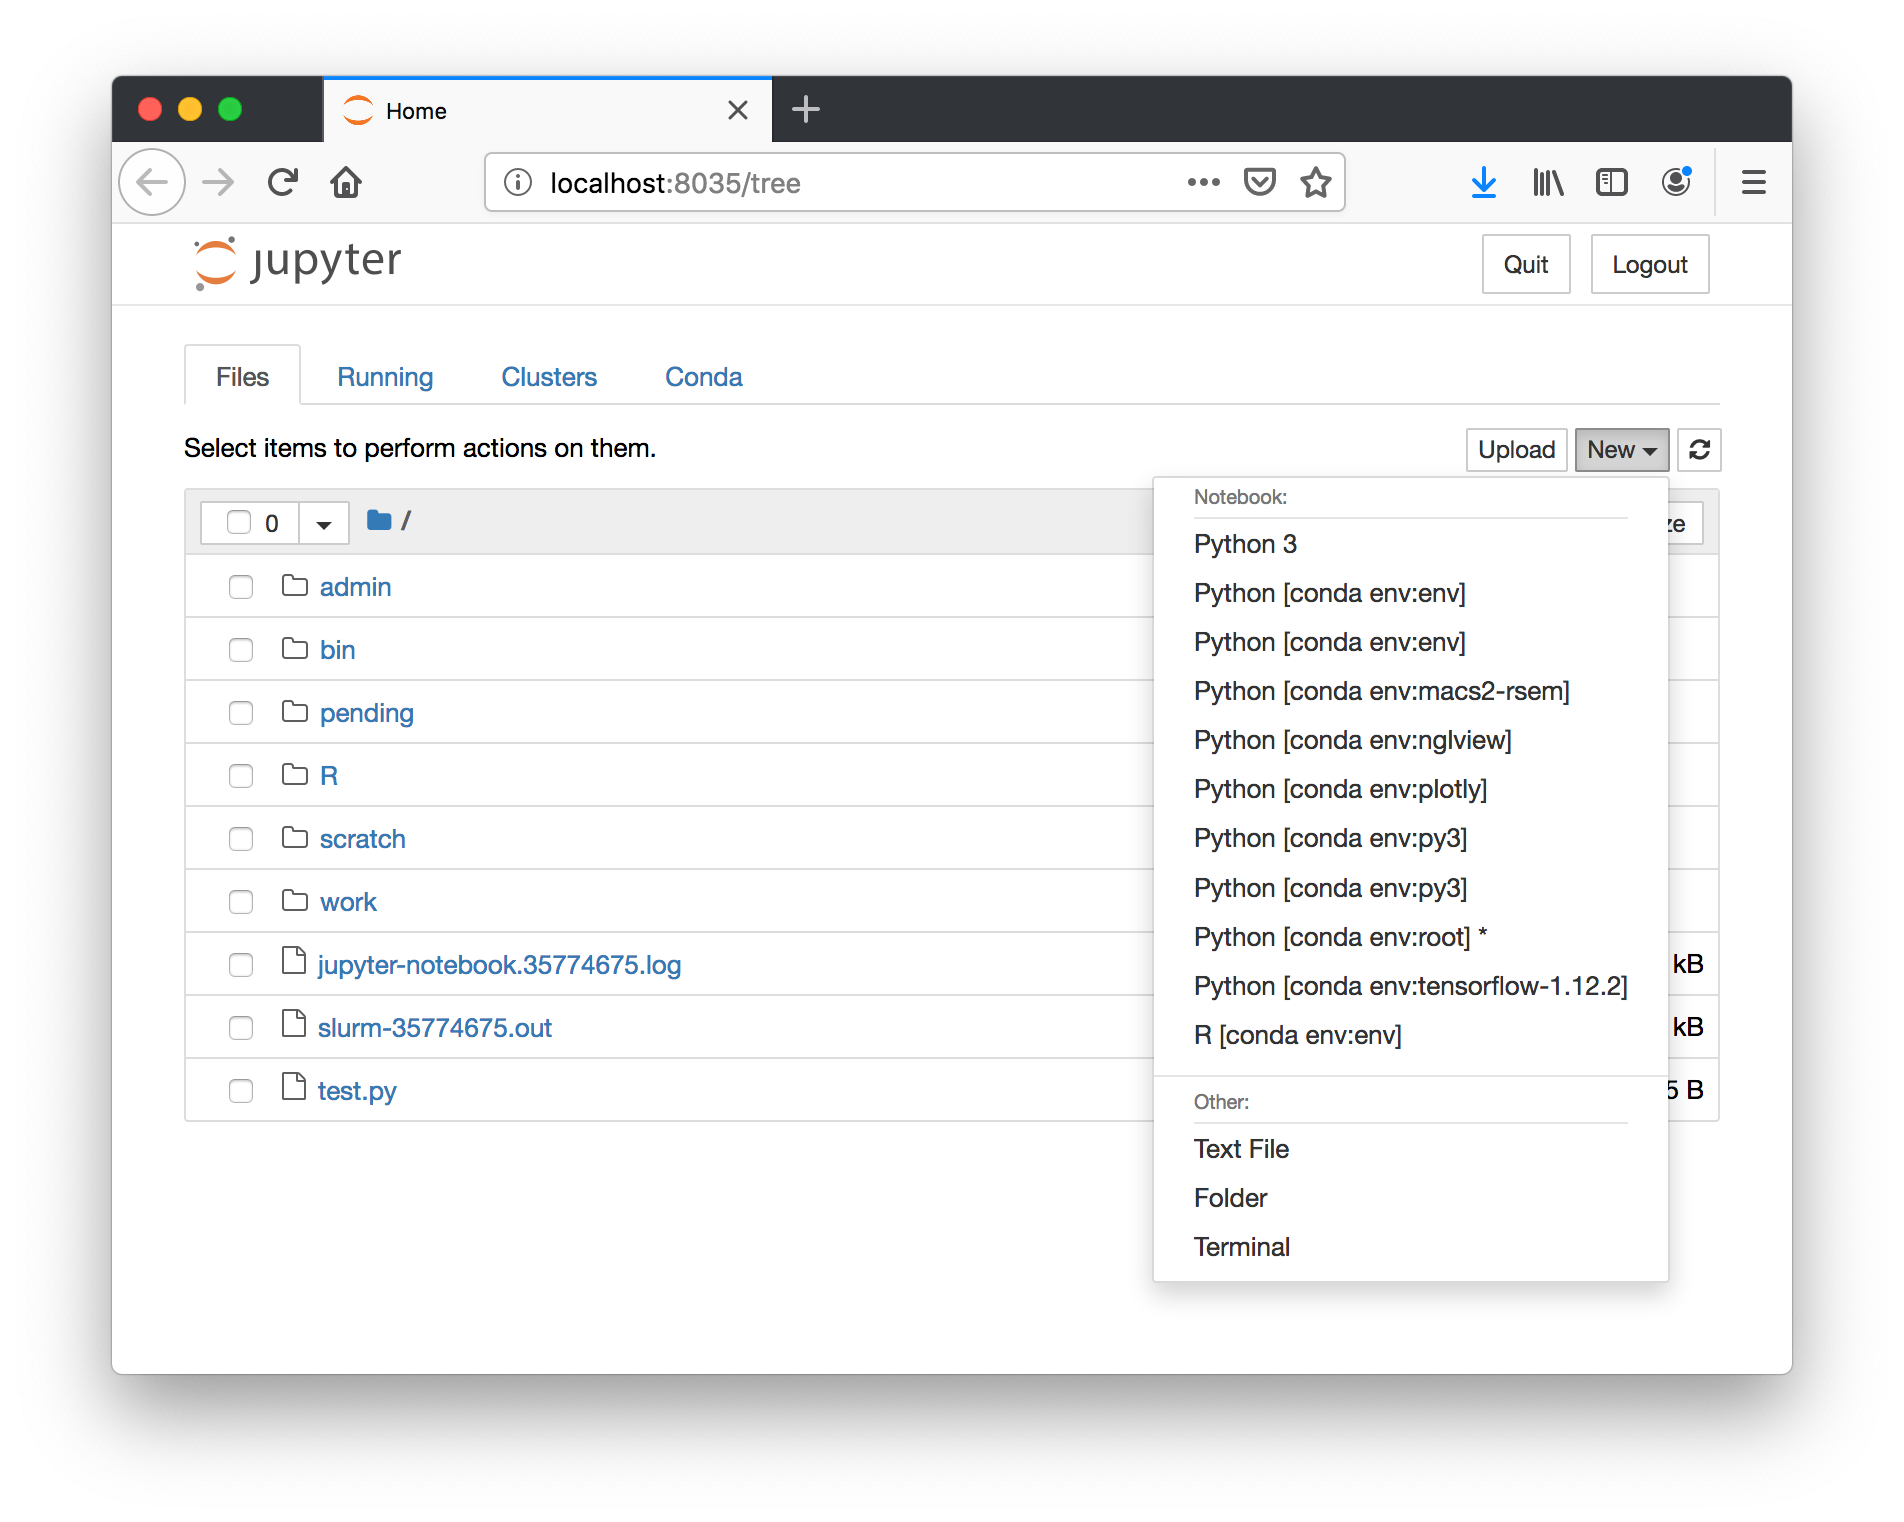 Home
localhost:8035/tree
jupyter
Quit Logout
Files Running Clusters Conda
Select items to perform actions on them.
Upload New
0 /
admin
bin
pending
R
scratch
work
jupyter-notebook.35774675.log
kB
slurm-35774675.out
kB
test.py
B
Notebook:
Python 3
Python [conda env:env]
Python [conda env:env]
Python [conda env:macs2-rsem]
Python [conda env:nglview]
Python [conda env:plotly]
Python [conda env:py3]
Python [conda env:py3]
Python [conda env:root] *
Python [conda env:tensorflow-1.12.2]
R [conda env:env]
Other:
Text File
Folder
Terminal